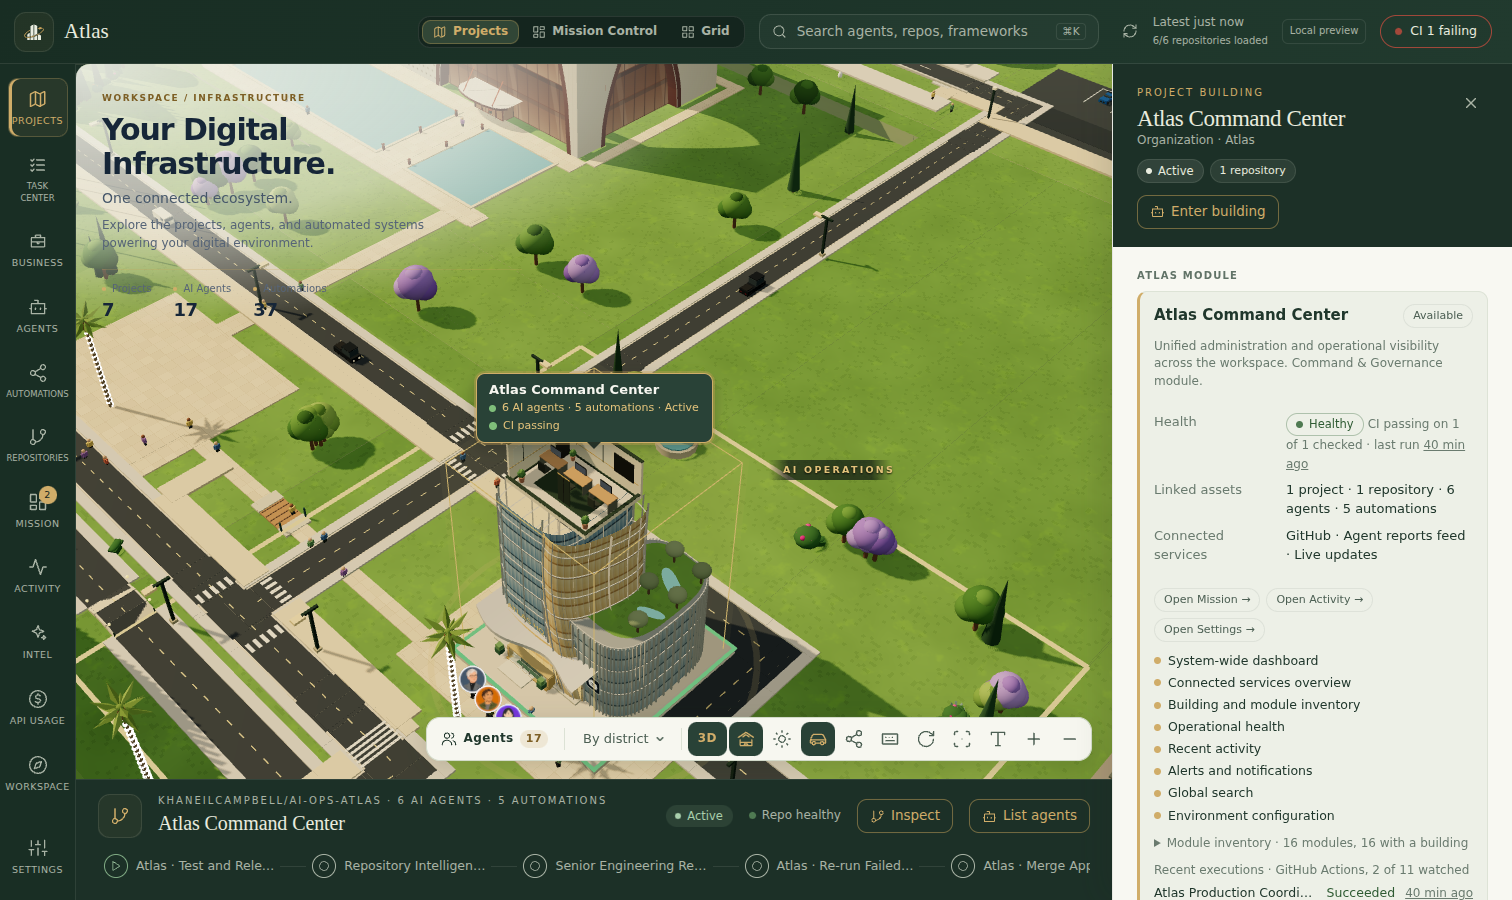 Atlas
Projects
Mission Control
Grid
Search agents, repos, frameworks
⌘K
Latest just now
6/6 repositories loaded
Local preview
CI 1 failing
PROJECTS
TASK
CENTER
BUSINESS
AGENTS
AUTOMATIONS
REPOSITORIES
2
MISSION
ACTIVITY
INTEL
API USAGE
WORKSPACE
SETTINGS
WORKSPACE / INFRASTRUCTURE
Your Digital
Infrastructure.
One connected ecosystem.
Explore the projects, agents, and automated systems
powering your digital environment.
Projects
AI Agents
7
17
37
Atlas Command Center
6 AI agents · 5 automations · Active
CI passing
AI OPERATIONS
Agents 17
By district
3D
KHANEILCAMPBELL/AI-OPS-ATLAS · 6 AI AGENTS · 5 AUTOMATIONS
Atlas Command Center
Active
Repo healthy
Inspect
List agents
Atlas · Test and Rele...
Repository Intelligen...
Senior Engineering Re...
Atlas · Re-run Failed...
Atlas · Merge App
PROJECT BUILDING
Atlas Command Center
Organization · Atlas
Active
1 repository
Enter building
ATLAS MODULE
Atlas Command Center
Available
Unified administration and operational visibility
across the workspace. Command & Governance
module.
Health
Healthy CI passing on 1
of 1 checked · last run 40 min
ago
Linked assets
1 project · 1 repository · 6
agents · 5 automations
Connected
services
GitHub · Agent reports feed
· Live updates
Open Mission →
Open Activity →
Open Settings →
System-wide dashboard
Connected services overview
Building and module inventory
Operational health
Recent activity
Alerts and notifications
Global search
Environment configuration
Module inventory · 16 modules, 16 with a building
Recent executions · GitHub Actions, 2 of 11 watched
Atlas Production Coordi...
Succeeded
40 min ago